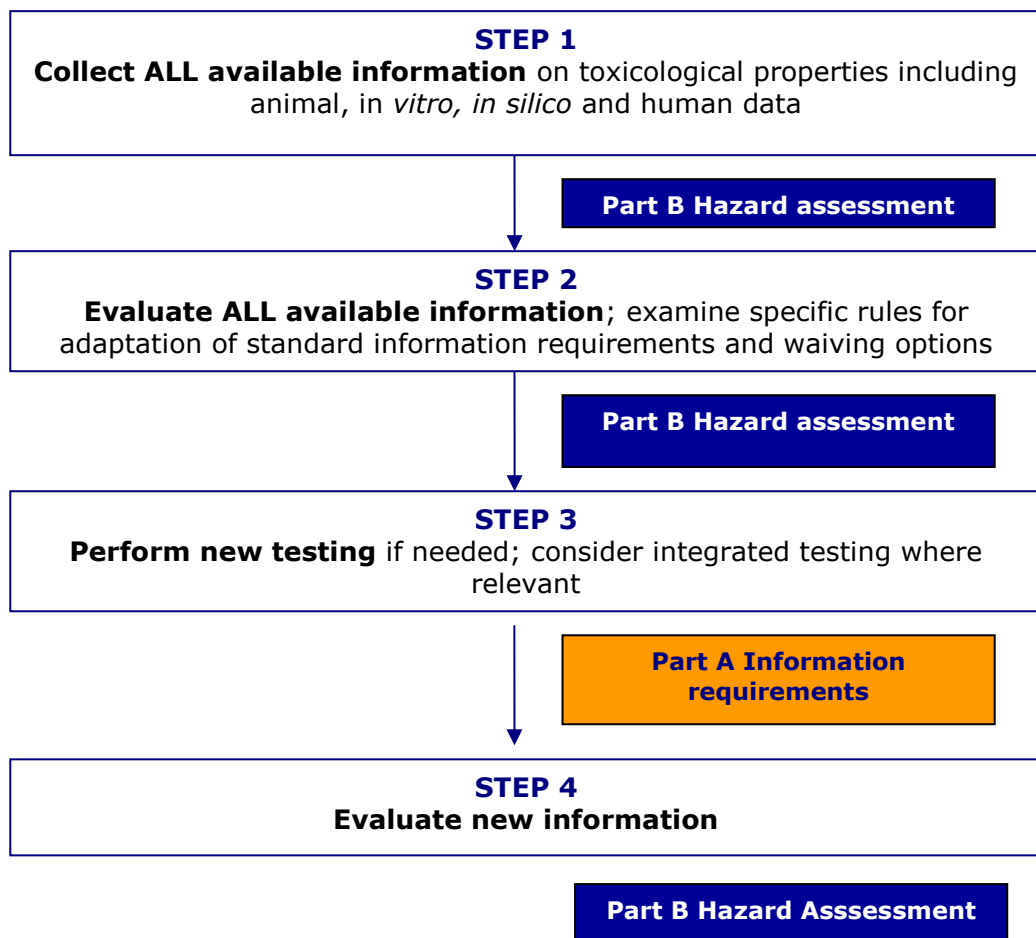 STEP 1
Collect ALL available information on toxicological properties including
animal, in vitro, in silico and human data
Part B Hazard assessment
STEP 2
Evaluate ALL available information; examine specific rules for
adaptation of standard information requirements and waiving options
Part B Hazard assessment
STEP 3
Perform new testing if needed; consider integrated testing where
relevant
Part A Information
requirements
STEP 4
Evaluate new information
Part B Hazard Asssessment